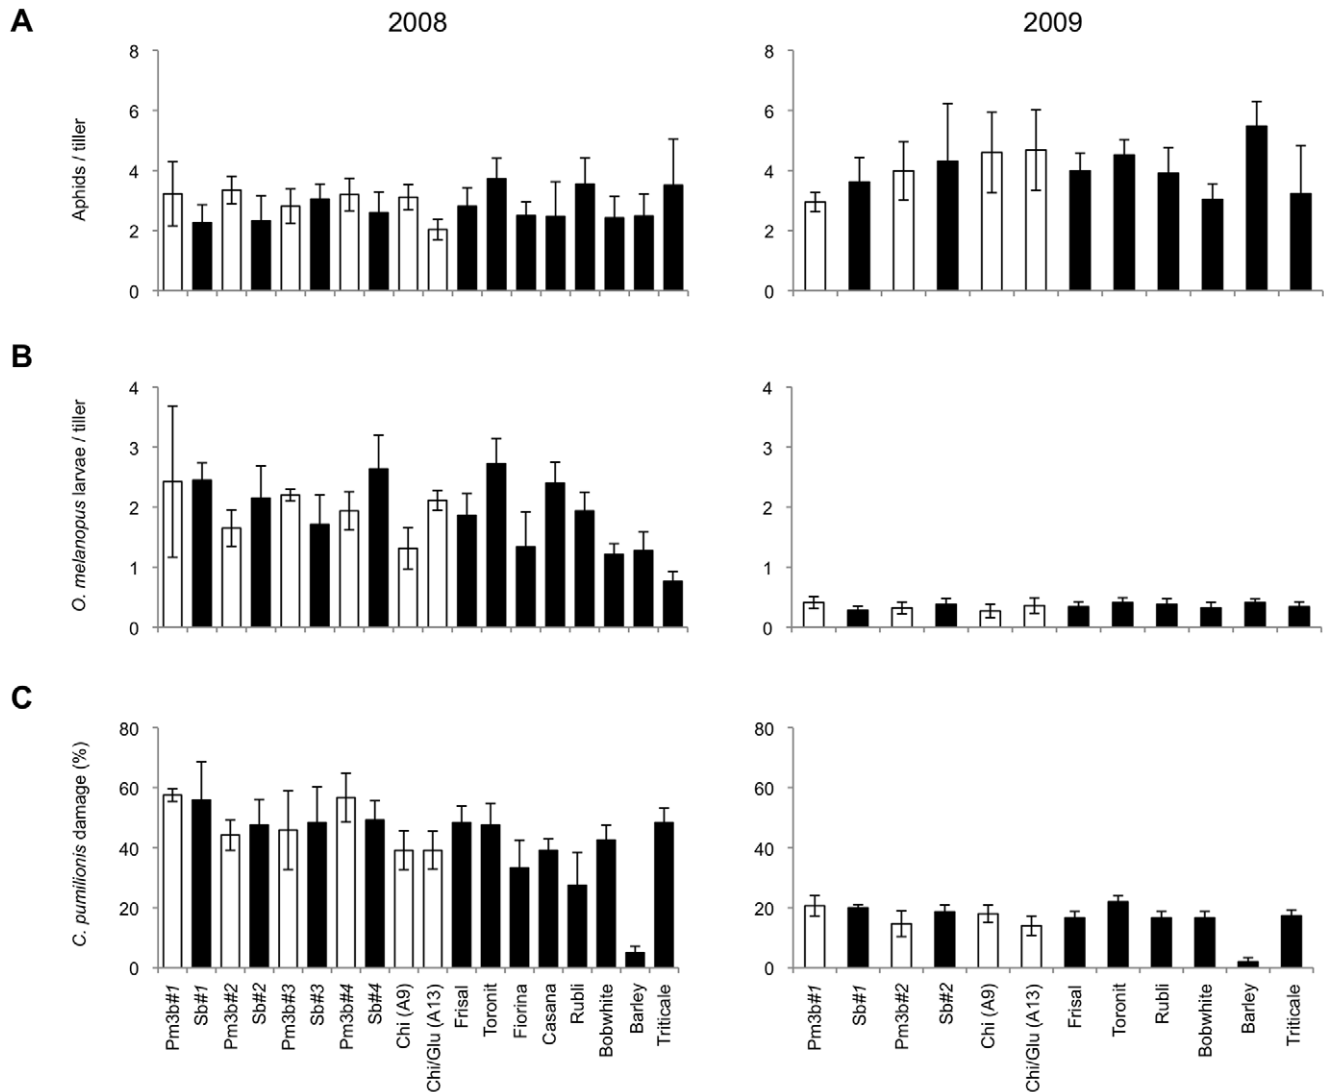 A
2008
2009
Aphids / tiller
8
6
4
2
0
8
6
4
2
0
B
O. melanopus larvae / tiller
4
3
2
1
0
4
3
2
1
0
C
C. pumilionis damage (%)
80
60
40
20
0
80
60
40
20
0
Pm3b#1
Sb#1
Pm3b#2
Sb#2
Pm3b#3
Sb#3
Pm3b#4
Sb#4
Chi (A9)
Chi/Glu (A13)
Frisal
Toronit
Fiorina
Casana
Rubli
Bobwhite
Barley
Triticale
Pm3b#1
Sb#1
Pm3b#2
Sb#2
Chi (A9)
Chi/Glu (A13)
Frisal
Toronit
Rubli
Bobwhite
Barley
Triticale